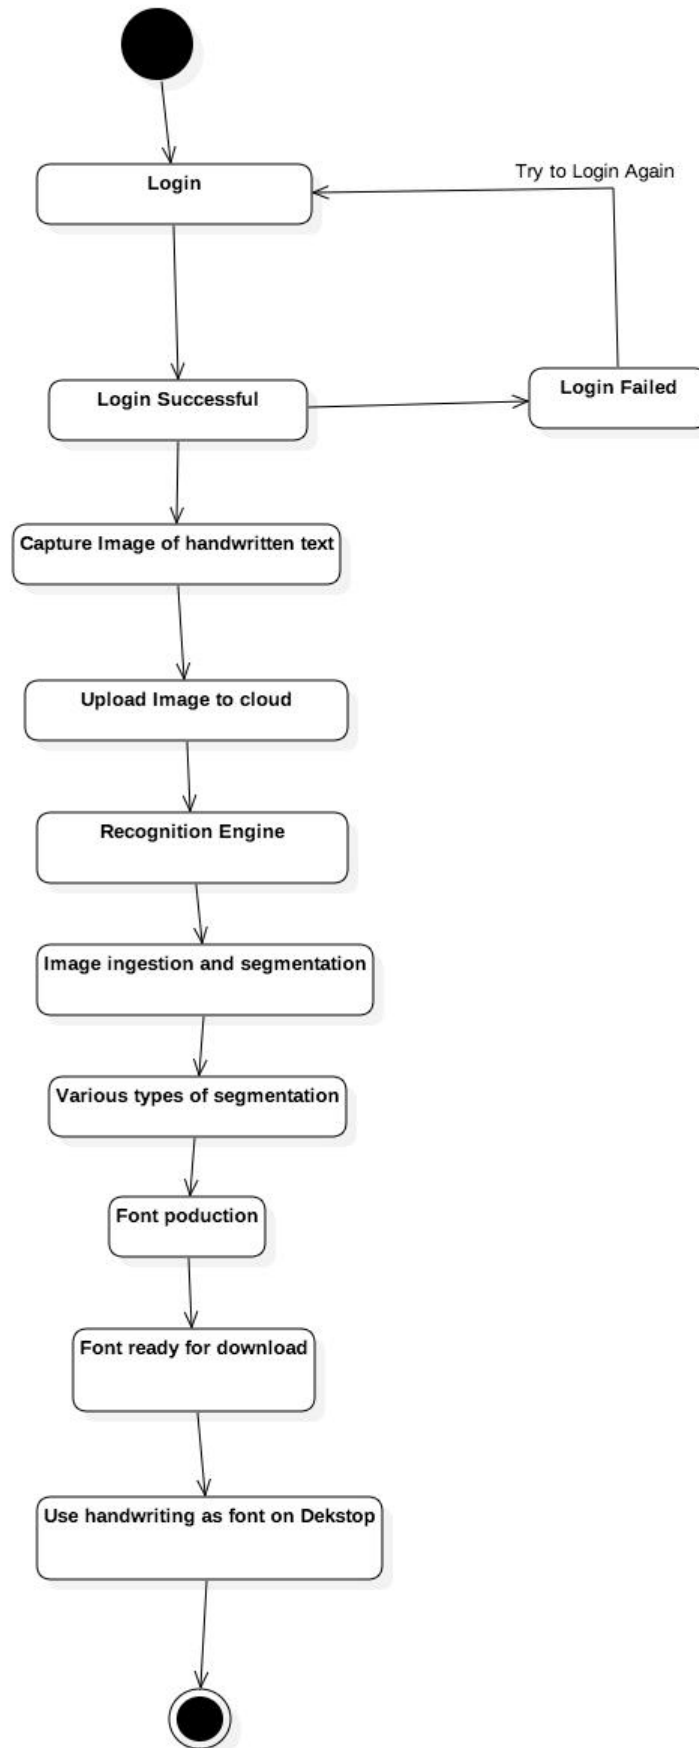 Login
Try to Login Again
Login Successful
Login Failed
Capture Image of handwritten text
Upload Image to cloud
Recognition Engine
Image ingestion and segmentation
Various types of segmentation
Font poduction
Font ready for download
Use handwriting as font on Dekstop